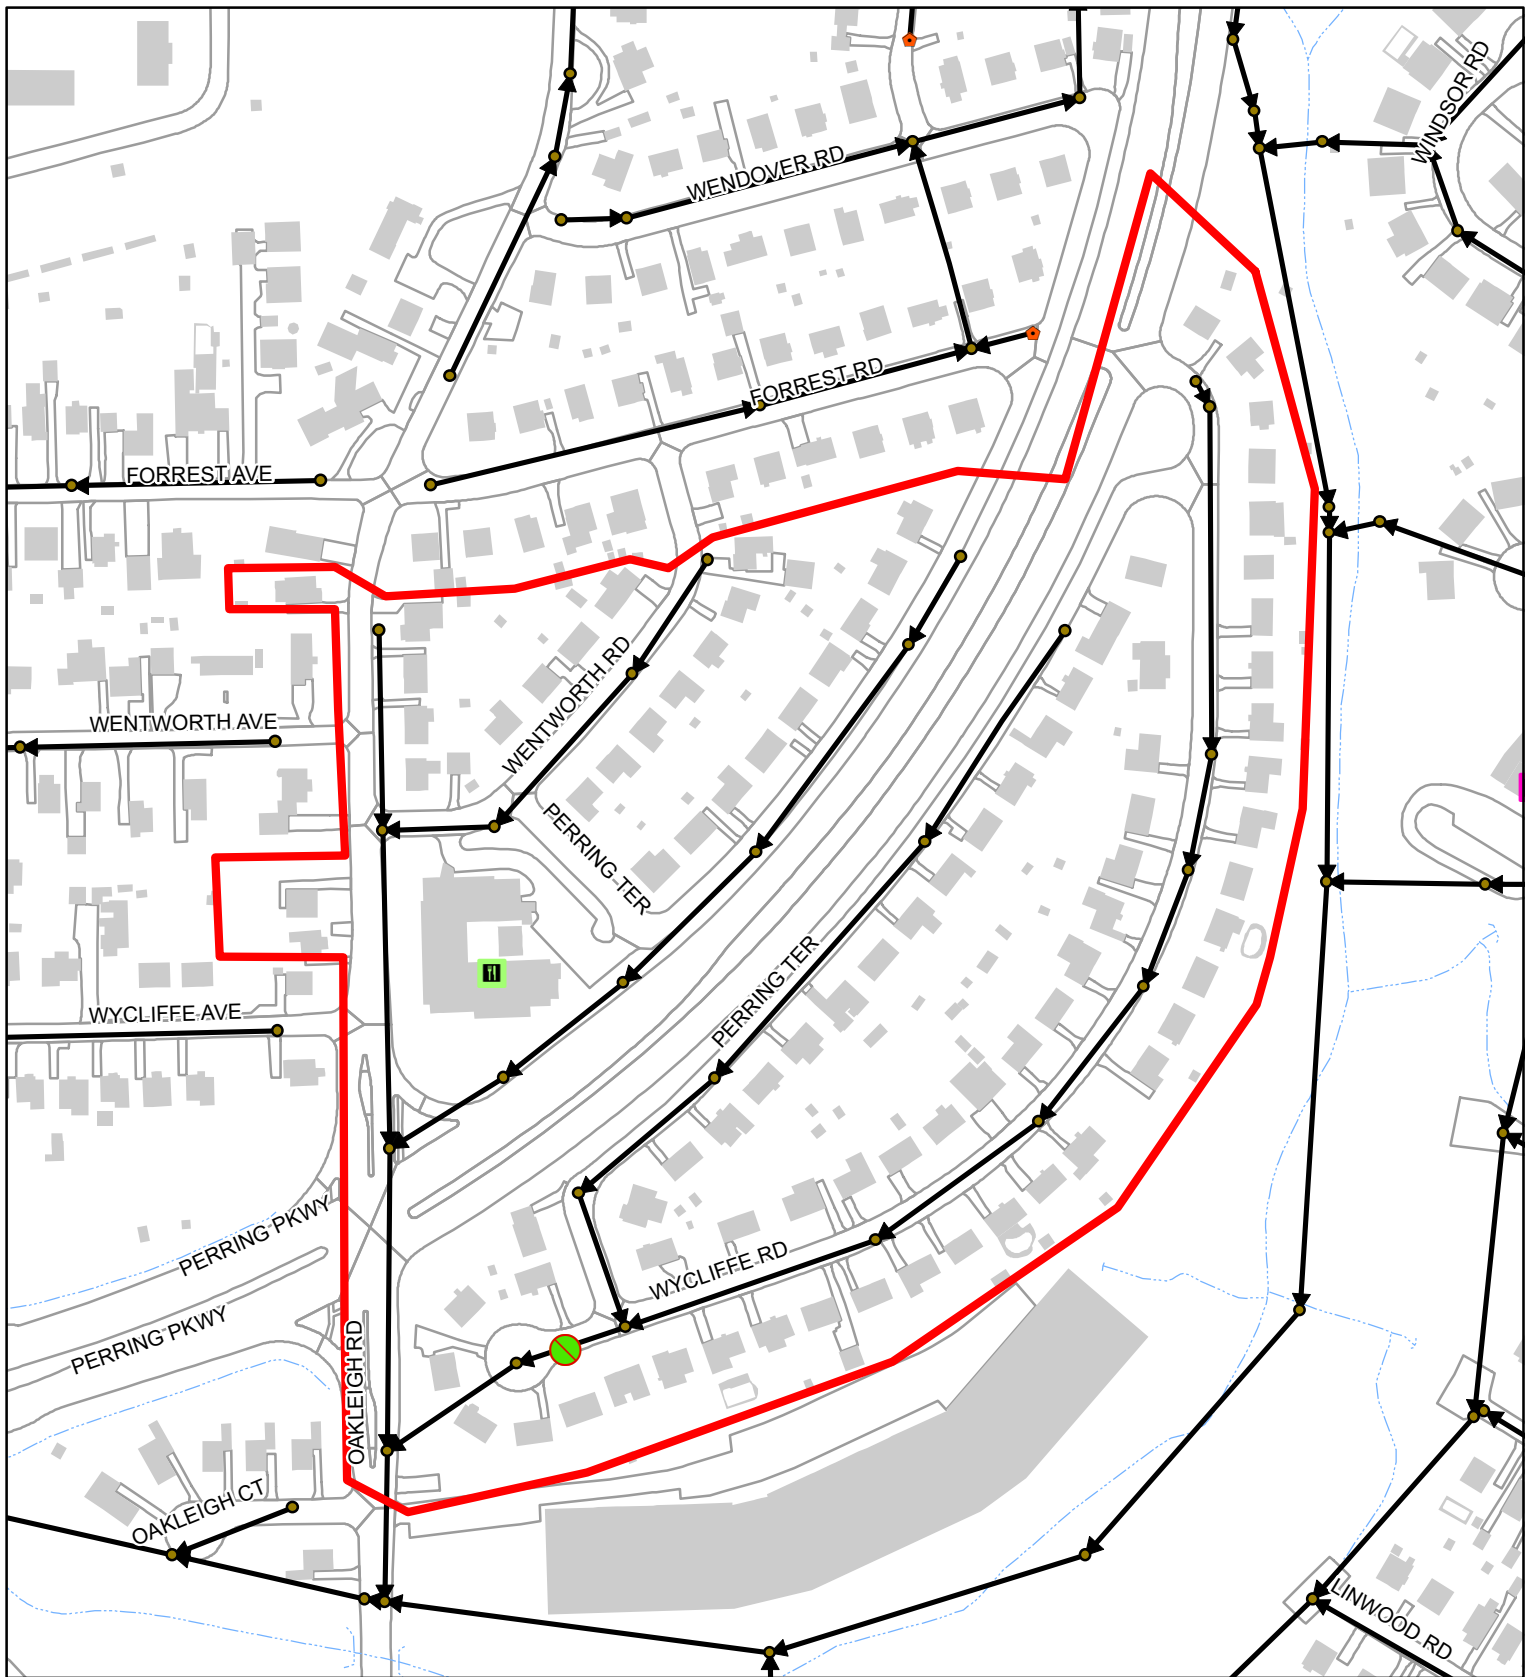 WINDSOR RD
WENDOVER RD
FORREST RD
FORREST AVE
WENTWORTH RD
WENTWORTH AVE
PERRING TER
PERRING TER
WYCLIFFE AVE
PERRING PKWY
WYCLIFFE RD
PERRING PKWY
OAKLEIGH RD
OAKLEIGH CT
LINWOOD RD